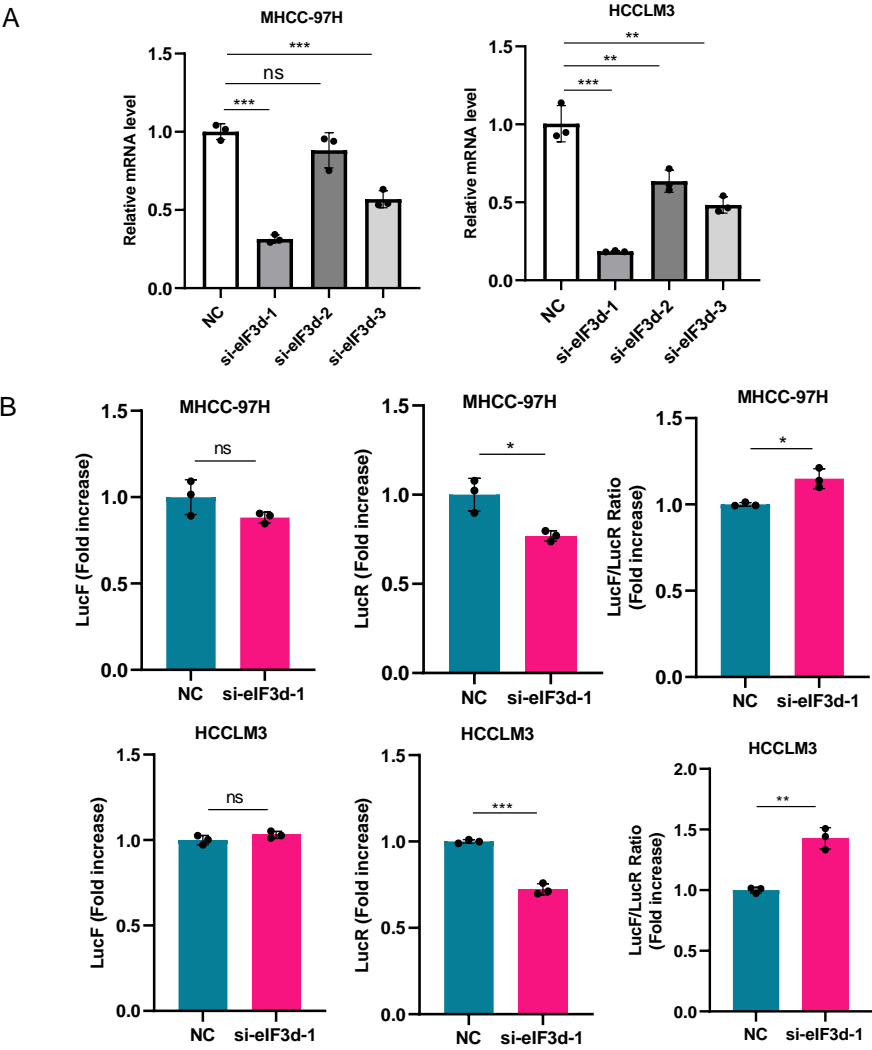 A
MHCC-97H
Relative mRNA level
1.5
1.0
0.5
0.0
***
ns
***
NC
si-eIF3d-1
si-eIF3d-2
si-eIF3d-3
HCCLM3
Relative mRNA level
1.5
1.0
0.5
0.0
**
**
***
NC
si-eIF3d-1
si-eIF3d-2
si-eIF3d-3
B
MHCC-97H
LucF (Fold increase)
1.5
1.0
0.5
0.0
ns
NC
si-eIF3d-1
MHCC-97H
LucR (Fold increase)
1.5
1.0
0.5
0.0
*
NC
si-eIF3d-1
MHCC-97H
LucF/LucR Ratio
(Fold increase)
1.5
1.0
0.5
0.0
*
NC
si-eIF3d-1
HCCLM3
LucF (Fold increase)
1.5
1.0
0.5
0.0
ns
NC
si-eIF3d-1
HCCLM3
LucR (Fold increase)
1.5
1.0
0.5
0.0
***
NC
si-eIF3d-1
HCCLM3
LucF/LucR Ratio
(Fold increase)
2.0
1.5
1.0
0.5
0.0
**
NC
si-eIF3d-1